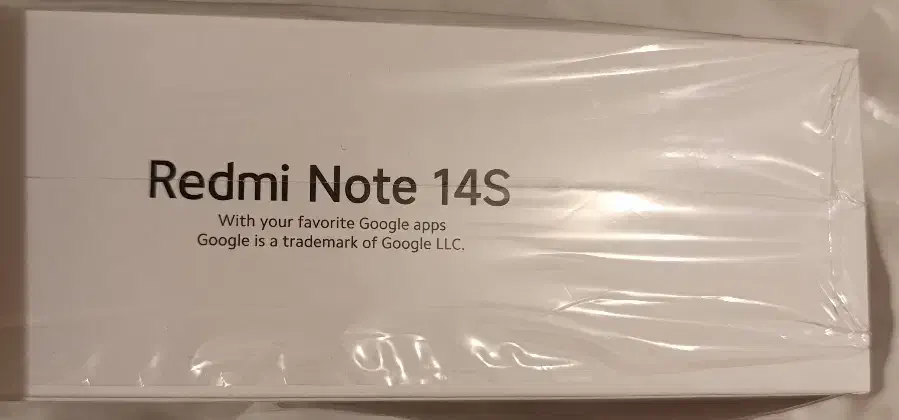 Redmi Note 14S
With your favorite Google apps
Google is a trademark of Google LLC.